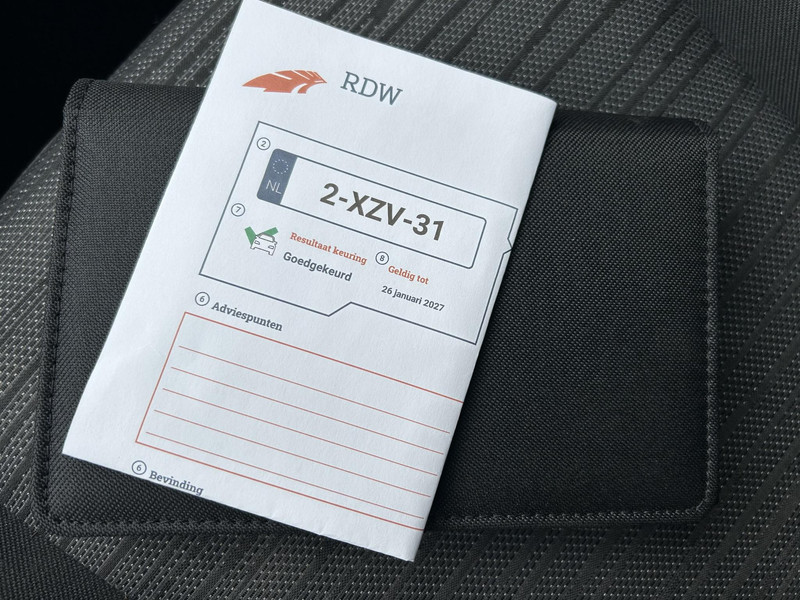 RDW
2
NL
2-XZV-31
7
Resultaat keuring
Goedgekeurd
8
Geldig tot
26 januari 2027
6 Adviespunten
6 Bevinding